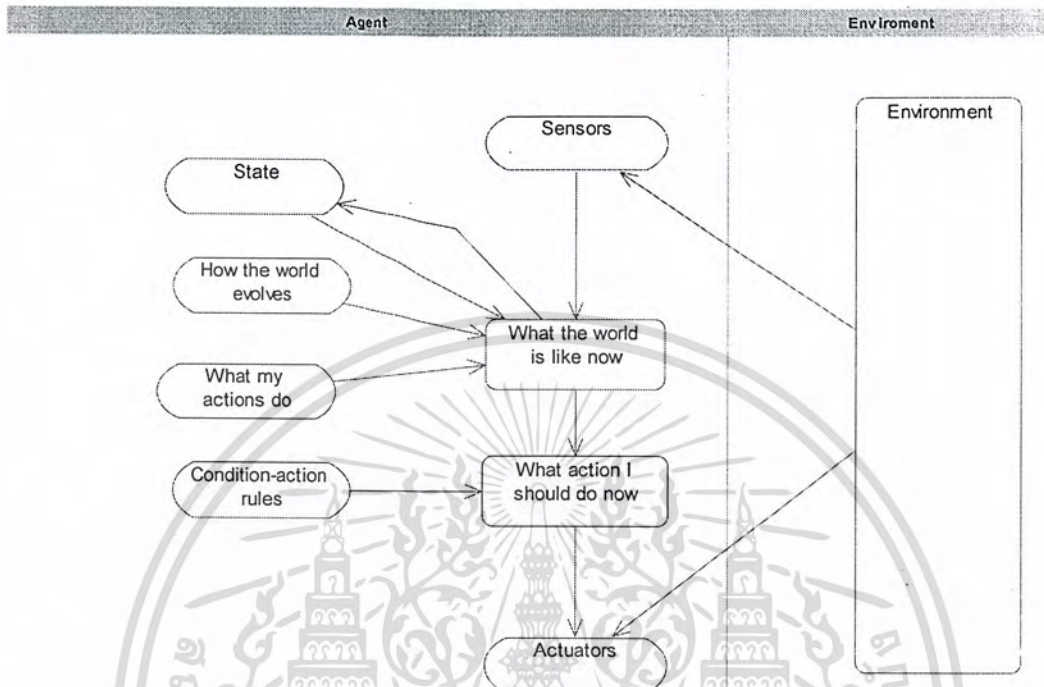 Agent
Enviroment
Environment
Sensors
State
How the world
evolves
What the world
is like now
What my
actions do
What action I
should do now
Condition-action
rules
Actuators